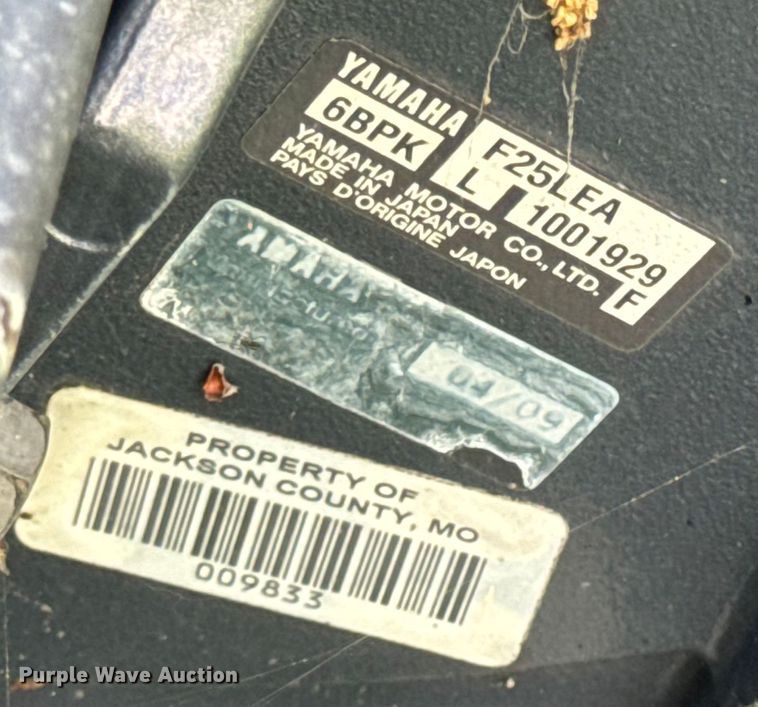 YAMAHA
6BPK F25LEA
L 1001929
YAMAHA MOTOR CO., LTD. F
MADE IN JAPAN
PAYS D'ORIGINE JAPON
YAMAHA
04/09
PROPERTY OF
JACKSON COUNTY, MO
009833
Purple Wave Auction